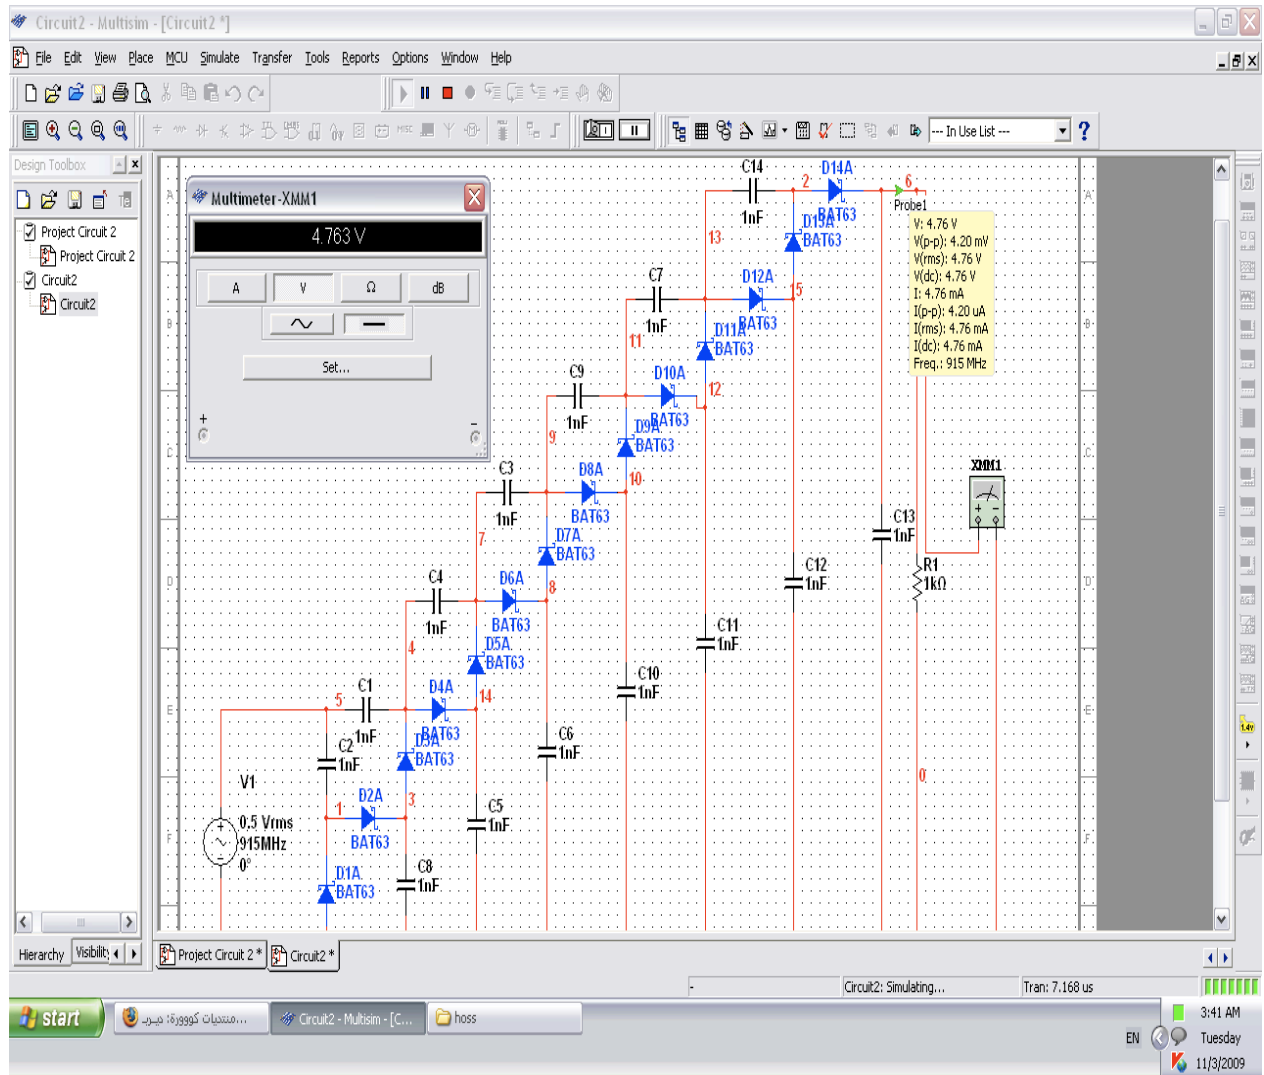 Circuit2 - Multisim - [Circuit2 *]
File Edit View Place MCU Simulate Transfer Tools Reports Options Window Help
--- In Use List ---
Design Toolbox
Project Circuit 2
Project Circuit 2
Circuit2
Circuit2
Hierarchy
Multimeter-XMM1
4.763 V
A V Ω dB
Set...
+ -
C14
D14A
2
6
Probe1
1nF
BAT63
BAT63
13
V: 4.76 V
V(p-p): 4.20 mV
V(rms): 4.76 V
V(dc): 4.76 V
I: 4.76 mA
I(p-p): 4.20 uA
I(rms): 4.76 mA
I(dc): 4.76 mA
Freq.: 915 MHz
C7
D12A
15
1nF
BAT63
D11A
BAT63
11
C9
D10A
12
1nF
BAT63
D9A
BAT63
9
C3
D8A
10
1nF
BAT63
7
D7A
BAT63
XMM1
C13
1nF
C12
1nF
R1
1kΩ
C4
D6A
8
1nF
BAT63
4
D5A
BAT63
C11
1nF
C10
1nF
C1
D4A
14
5
1nF
BAT63
BAT63
C2
1nF
C6
1nF
0
V1
0.5 Vrms
915MHz
0°
D2A
1
3
BAT63
C5
1nF
D1A
BAT63
C8
1nF
Project Circuit 2 *
Circuit2 *
-
Circuit2: Simulating...
Tran: 7.168 us
start
Circuit2 - Multisim - [C...
hoss
EN
3:41 AM
Tuesday
11/3/2009